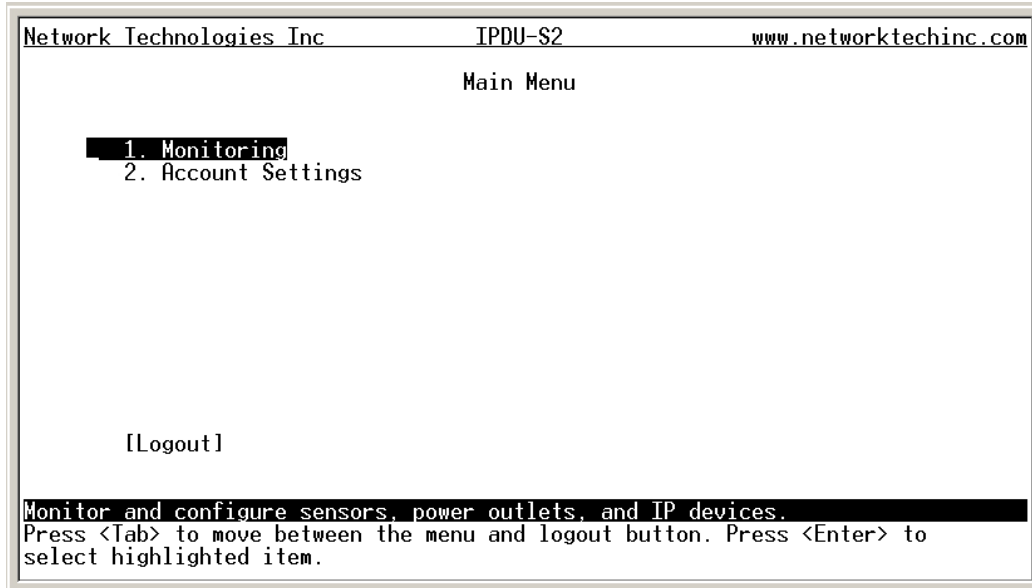 Network Technologies Inc IPDU-S2 www.networktechinc.com
Main Menu
1. Monitoring
2. Account Settings
[Logout]
Monitor and configure sensors, power outlets, and IP devices.
Press <Tab> to move between the menu and logout button. Press <Enter> to
select highlighted item.